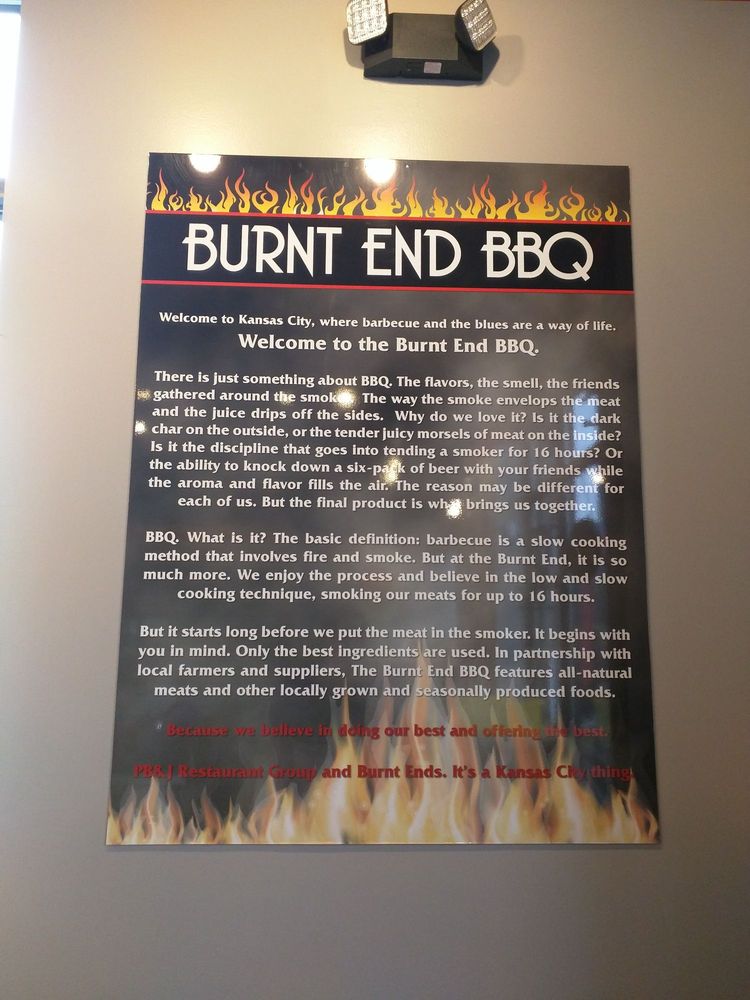 BURNT END BBQ
Welcome to Kansas City, where barbecue and the blues are a way of life.
Welcome to the Burnt End BBQ.
There is just something about BBQ. The flavors, the smell, the friends
gathered around the smoker. The way the smoke envelops the meat
and the juice drips off the sides. Why do we love it? Is it the dark
char on the outside, or the tender juicy morsels of meat on the inside?
Is it the discipline that goes into tending a smoker for 16 hours? Or
the ability to knock down a six-pack of beer with your friends while
the aroma and flavor fills the air. The reason may be different for
each of us. But the final product is what brings us together.
BBQ. What is it? The basic definition: barbecue is a slow cooking
method that involves fire and smoke. But at the Burnt End, it is so
much more. We enjoy the process and believe in the low and slow
cooking technique, smoking our meats for up to 16 hours.
But it starts long before we put the meat in the smoker. It begins with
you in mind. Only the best ingredients are used. In partnership with
local farmers and suppliers, The Burnt End BBQ features all-natural
meats and other locally grown and seasonally produced foods.
Because we believe in doing our best and offering the best.
PB&J Restaurant Group and Burnt Ends. It's a Kansas City thing.